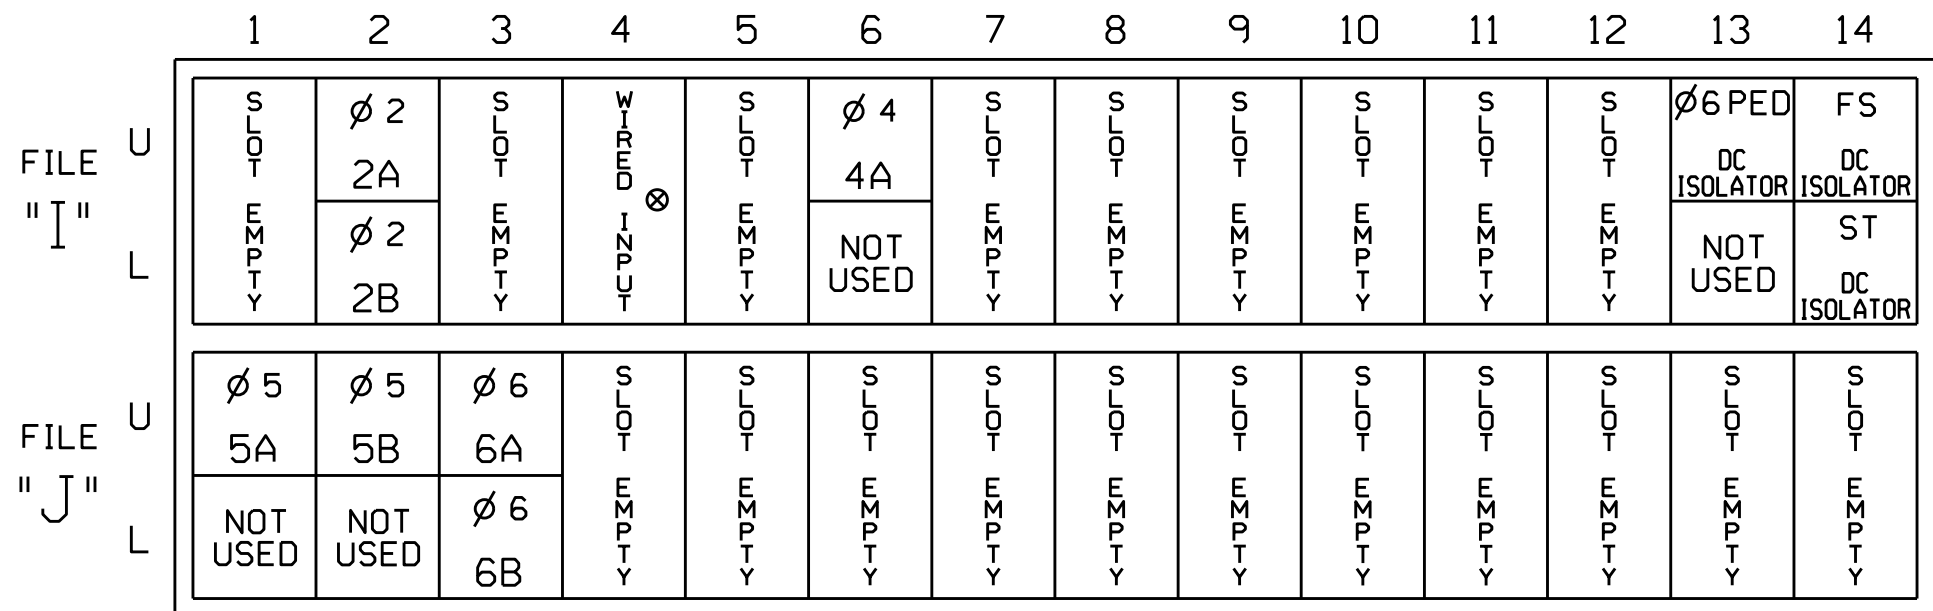 1 2 3 4 5 6 7 8 9 10 11 12 13 14
FILE "I"
U
L
SLOT EMPTY
Ø 2
2A
Ø 2
2B
SLOT EMPTY
WIRED INPUT ⊗
SLOT EMPTY
Ø 4
4A
NOT
USED
SLOT EMPTY
SLOT EMPTY
SLOT EMPTY
SLOT EMPTY
SLOT EMPTY
SLOT EMPTY
Ø6 PED
DC
ISOLATOR
NOT
USED
FS
DC
ISOLATOR
ST
DC
ISOLATOR
FILE "J"
U
L
Ø 5
5A
NOT
USED
Ø 5
5B
NOT
USED
Ø 6
6A
Ø 6
6B
SLOT EMPTY
SLOT EMPTY
SLOT EMPTY
SLOT EMPTY
SLOT EMPTY
SLOT EMPTY
SLOT EMPTY
SLOT EMPTY
SLOT EMPTY
SLOT EMPTY
SLOT EMPTY